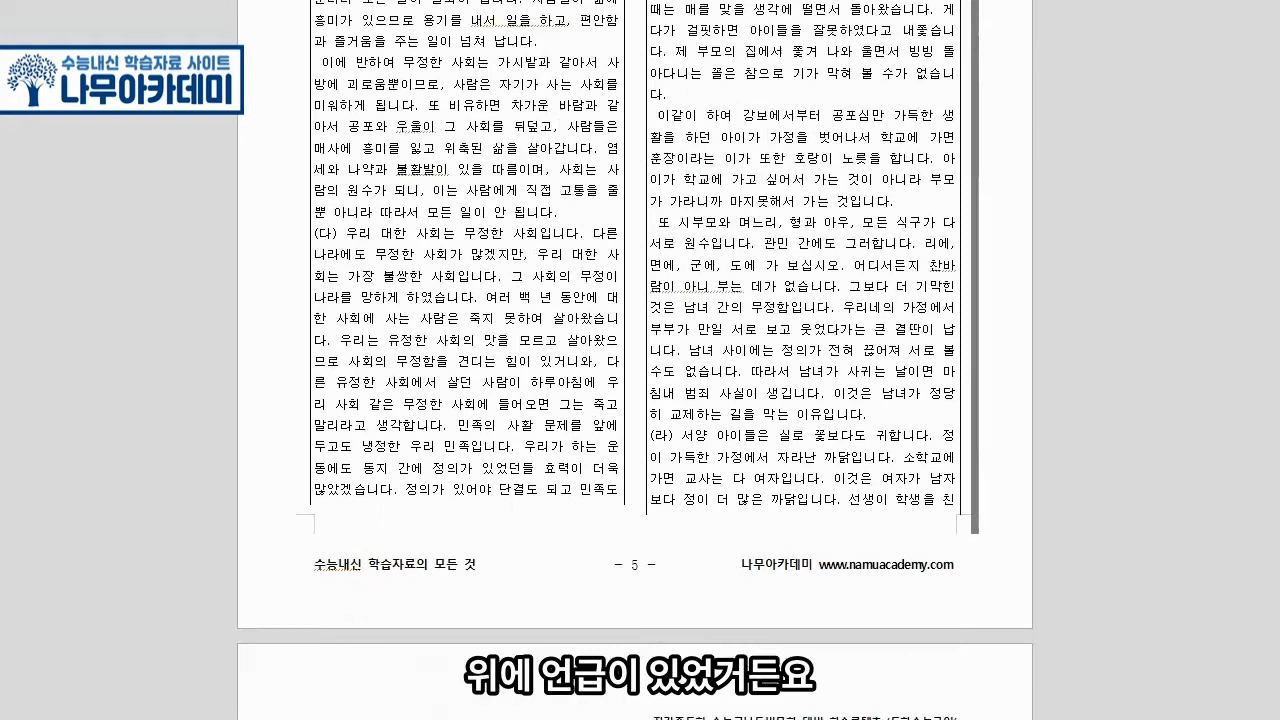 수능내신 학습자료 사이트
나무아카데미
흥미가 있으므로 용기를 내서 일을 하고, 편안함
과 즐거움을 주는 일이 넘쳐 납니다.
이에 반하여 무정한 사회는 가시밭과 같아서 사
방에 괴로움뿐이므로, 사람은 자기가 사는 사회를
미워하게 됩니다. 또 비유하면 차가운 바람과 같
아서 공포와 우울이 그 사회를 뒤덮고, 사람들은
매사에 흥미를 잃고 위축된 삶을 살아갑니다. 염
세와 나약과 불활발이 있을 따름이며, 사회는 사
람의 원수가 되니, 이는 사람에게 직접 고통을 줄
뿐 아니라 따라서 모든 일이 안 됩니다.
(다) 우리 대한 사회는 무정한 사회입니다. 다른
나라에도 무정한 사회가 많겠지만, 우리 대한 사
회는 가장 불쌍한 사회입니다. 그 사회의 무정이
나라를 망하게 하였습니다. 여러 백 년 동안에 대
한 사회에 사는 사람은 죽지 못하여 살아왔습니
다. 우리는 유정한 사회의 맛을 모르고 살아왔으
므로 사회의 무정함을 견디는 힘이 있거니와, 다
른 유정한 사회에서 살던 사람이 하루아침에 우
리 사회 같은 무정한 사회에 들어오면 그는 죽고
말리라고 생각합니다. 민족의 사활 문제를 앞에
두고도 냉정한 우리 민족입니다. 우리가 하는 운
동에도 동지 간에 정의가 있었던들 효력이 더욱
많았겠습니다. 정의가 있어야 단결도 되고 민족도
때는 매를 맞을 생각에 떨면서 돌아왔습니다. 게
다가 걸핏하면 아이들을 잘못하였다고 내쫓습니
다. 제 부모의 집에서 쫓겨 나와 울면서 빙빙 돌
아다니는 꼴은 참으로 기가 막혀 볼 수가 없습니
다.
이같이 하여 강보에서부터 공포심만 가득한 생
활을 하던 아이가 가정을 벗어나서 학교에 가면
훈장이라는 이가 또한 호랑이 노릇을 합니다. 아
이가 학교에 가고 싶어서 가는 것이 아니라 부모
가 가라니까 마지못해서 가는 것입니다.
또 시부모와 며느리, 형과 아우, 모든 식구가 다
서로 원수입니다. 관민 간에도 그러합니다. 리에,
면에, 군에, 도에 가 보십시오. 어디서든지 찬바
람이 아니 부는 데가 없습니다. 그보다 더 기막힌
것은 남녀 간의 무정함입니다. 우리네의 가정에서
부부가 만일 서로 보고 웃었다가는 큰 결딴이 납
니다. 남녀 사이에는 정의가 전혀 끊어져 서로 볼
수도 없습니다. 따라서 남녀가 사귀는 날이면 마
침내 범죄 사실이 생깁니다. 이것은 남녀가 정당
히 교제하는 길을 막는 이유입니다.
(라) 서양 아이들은 실로 꽃보다도 귀합니다. 정
이 가득한 가정에서 자라난 까닭입니다. 소학교에
가면 교사는 다 여자입니다. 이것은 여자가 남자
보다 정이 더 많은 까닭입니다. 선생이 학생을 친
수능내신 학습자료의 모든 것
- 5 -
나무아카데미 www.namuacademy.com
위에 언급이 있었거든요